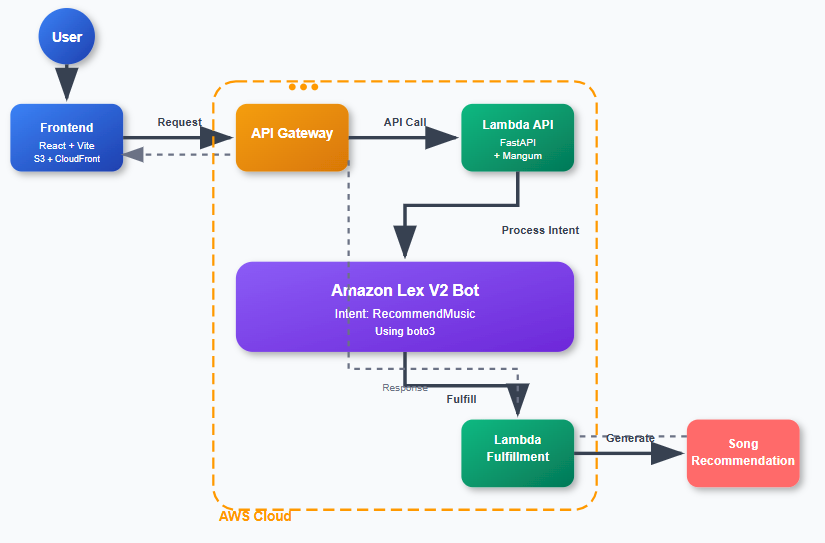 User
Frontend
React + Vite
S3 + CloudFront
Request
API Gateway
API Call
Lambda API
FastAPI
+ Mangum
Process Intent
Amazon Lex V2 Bot
Intent: RecommendMusic
Using boto3
Response
Fulfill
Lambda
Fulfillment
Generate
Song
Recommendation
AWS Cloud